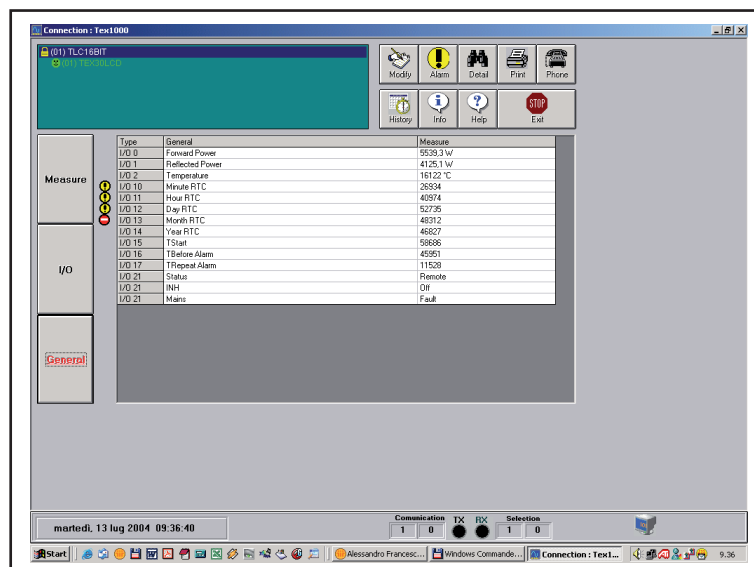 Connection : Tex1000
(01) TLC16BIT
(01) TEX30LCD
Modify Alarm Detail Print Phone
History Info Help STOP Exit
Measure
I/O
General
Type General Measure
I/O 0 Forward Power 5539,3 W
I/O 1 Reflected Power 4125,1 W
I/O 2 Temperature 16122 °C
I/O 10 Minute RTC 26934
I/O 11 Hour RTC 40974
I/O 12 Day RTC 52735
I/O 13 Month RTC 48312
I/O 14 Year RTC 46827
I/O 15 TStart 58686
I/O 16 TBefore Alarm 45951
I/O 17 TRepeat Alarm 11528
I/O 21 Status Remote
I/O 21 INH Off
I/O 21 Mains Fault
martedì, 13 lug 2004 09:36:40
Comunication TX RX Selection
1 0 1 0
Start Alessandro Francesc... Windows Commande... Connection : Tex1... 9.36